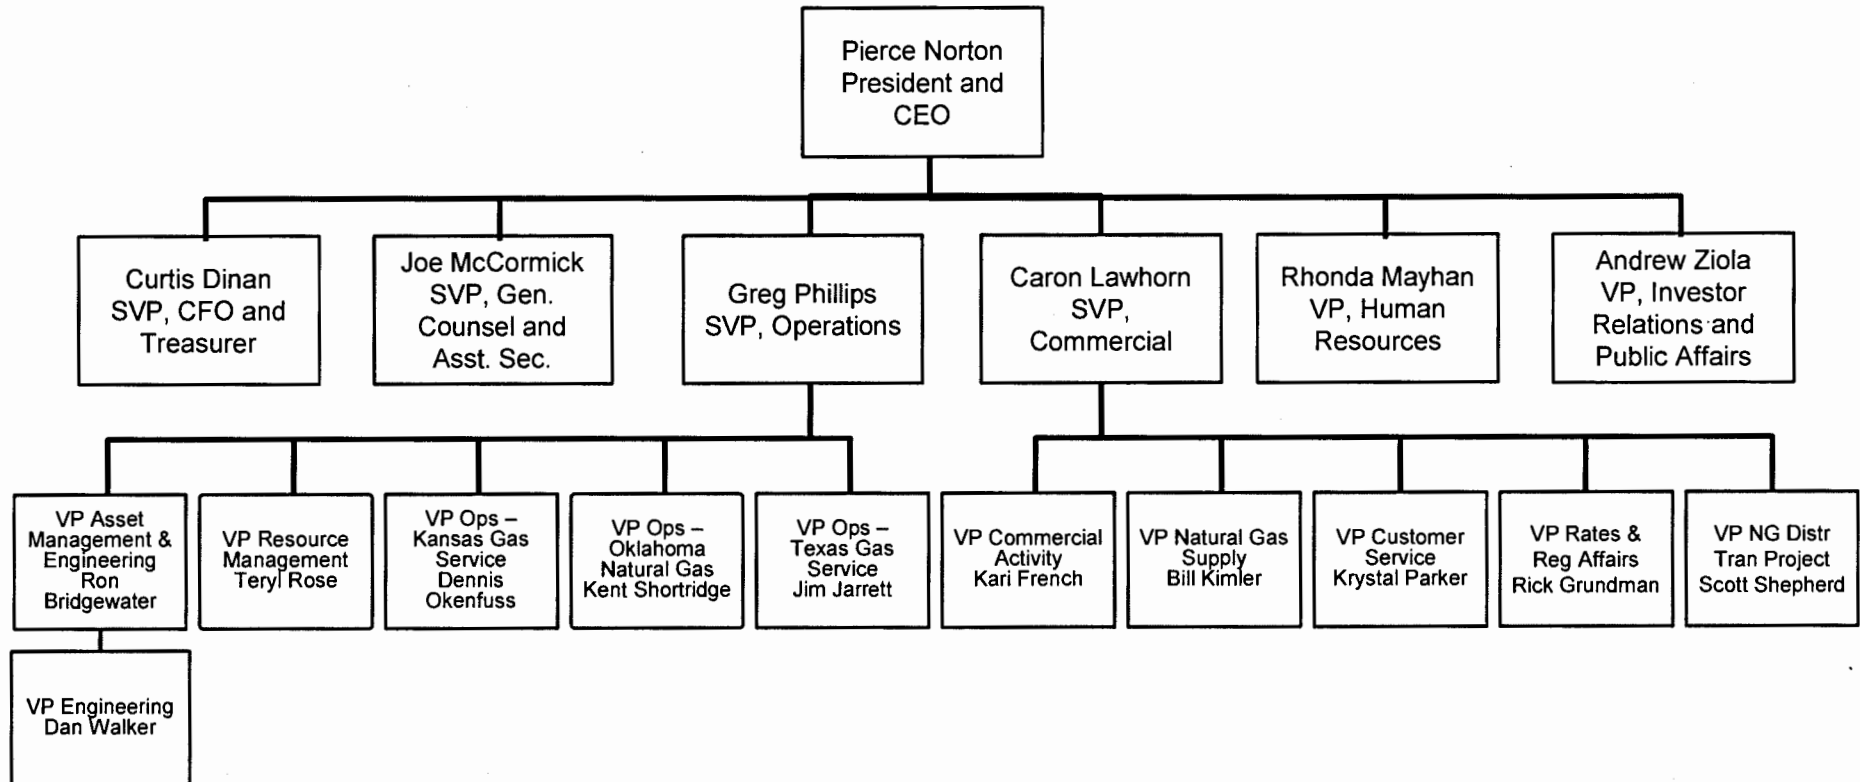 Pierce Norton
President and
CEO
Curtis Dinan
SVP, CFO and
Treasurer
Joe McCormick
SVP, Gen.
Counsel and
Asst. Sec.
Greg Phillips
SVP, Operations
Caron Lawhorn
SVP,
Commercial
Rhonda Mayhan
VP, Human
Resources
Andrew Ziola
VP, Investor
Relations and
Public Affairs
VP Asset
Management &
Engineering
Ron
Bridgewater
VP Resource
Management
Teryl Rose
VP Ops –
Kansas Gas
Service
Dennis
Okenfuss
VP Ops –
Oklahoma
Natural Gas
Kent Shortridge
VP Ops –
Texas Gas
Service
Jim Jarrett
VP Commercial
Activity
Kari French
VP Natural Gas
Supply
Bill Kimler
VP Customer
Service
Krystal Parker
VP Rates &
Reg Affairs
Rick Grundman
VP NG Distr
Tran Project
Scott Shepherd
VP Engineering
Dan Walker